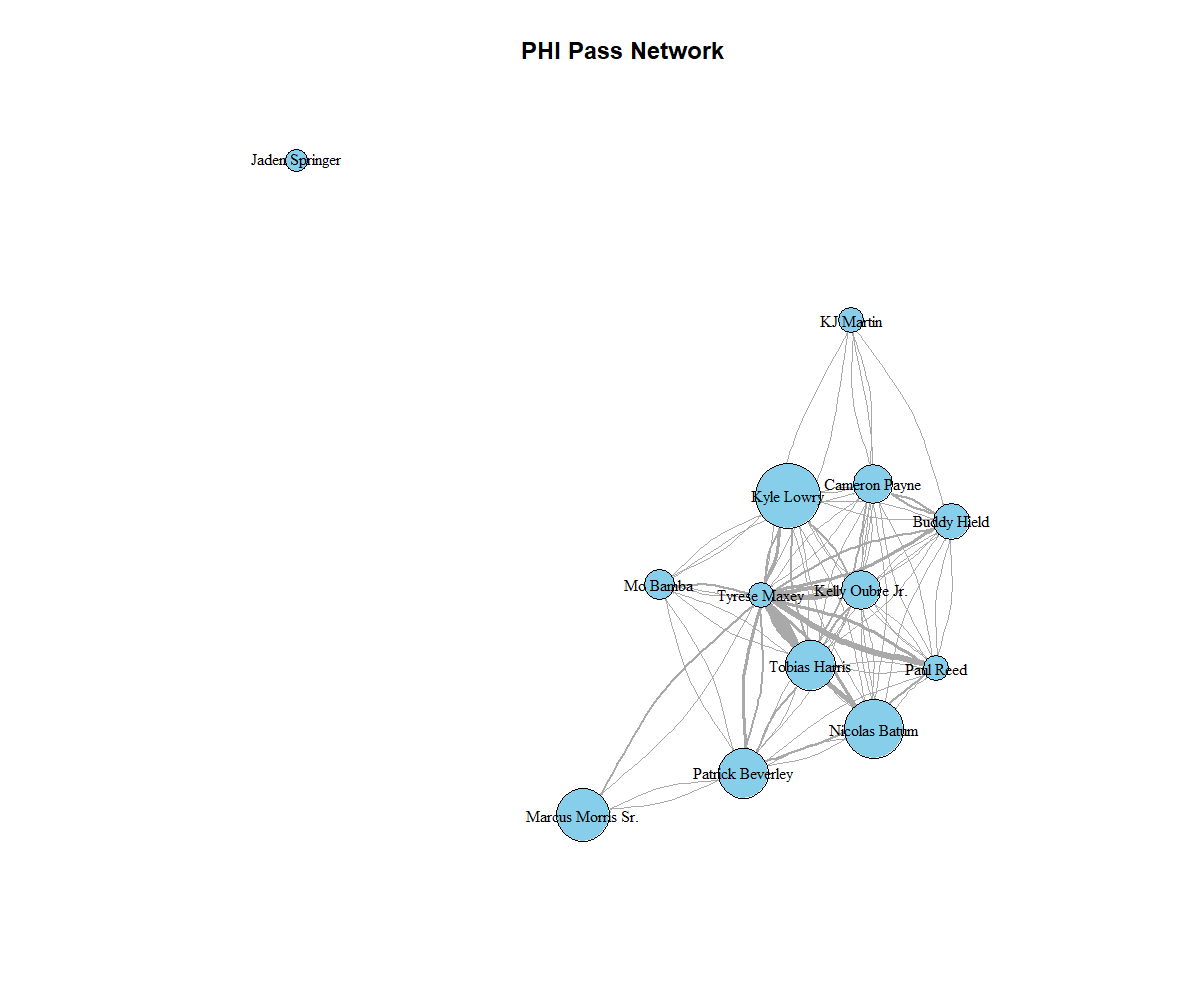 PHI Pass Network
Jaden Springer
KJ Martin
Cameron Payne
Kyle Lowry
Buddy Hield
Mo Bamba
Tyrese Maxey
Kelly Oubre Jr.
Tobias Harris
Paul Reed
Nicolas Batum
Patrick Beverley
Marcus Morris Sr.